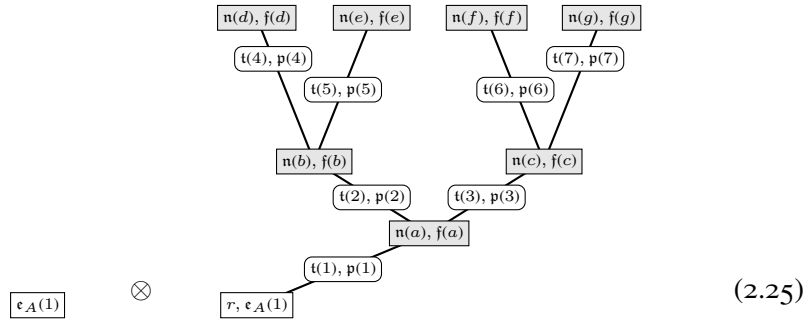 𝔫(d), 𝔣(d) 𝔫(e), 𝔣(e) 𝔫(f), 𝔣(f) 𝔫(g), 𝔣(g)
𝔱(4), 𝔭(4) 𝔱(7), 𝔭(7)
𝔱(5), 𝔭(5) 𝔱(6), 𝔭(6)
𝔫(b), 𝔣(b) 𝔫(c), 𝔣(c)
𝔱(2), 𝔭(2) 𝔱(3), 𝔭(3)
𝔫(a), 𝔣(a)
𝔱(1), 𝔭(1)
𝔢_A(1) ⊗ r, 𝔢_A(1) (2.25)